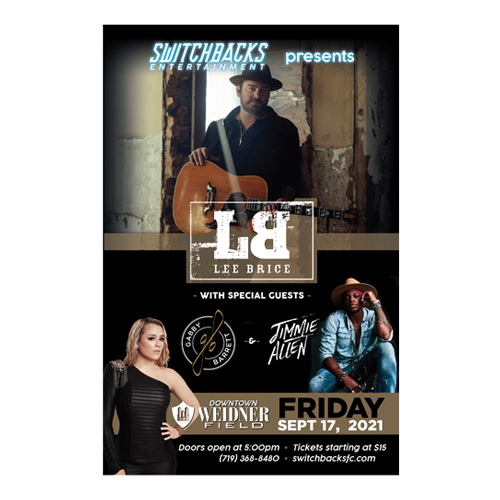 SWITCHBACKS
ENTERTAINMENT
presents
LB
LEE BRICE
- WITH SPECIAL GUESTS -
GABBY
gb
BARRETT
&
JIMMIE
ALLEN
DOWNTOWN
WEIDNER
FIELD
FRIDAY
SEPT 17, 2021
Doors open at 5:00pm • Tickets starting at $15
(719) 368-8480 • switchbacksfc.com